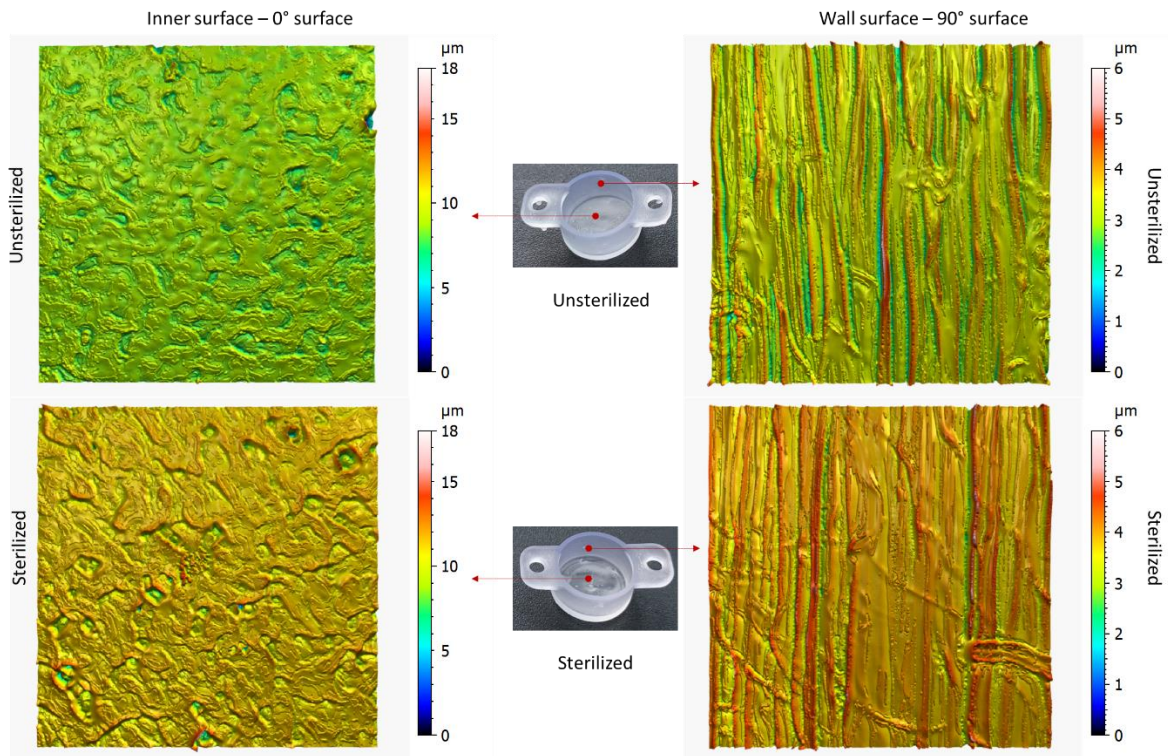 Inner surface – 0° surface
Wall surface – 90° surface
Unsterilized
µm
18
15
10
5
0
Unsterilized
µm
6
5
4
3
2
1
0
Unsterilized
Sterilized
µm
18
15
10
5
0
Sterilized
µm
6
5
4
3
2
1
0
Sterilized